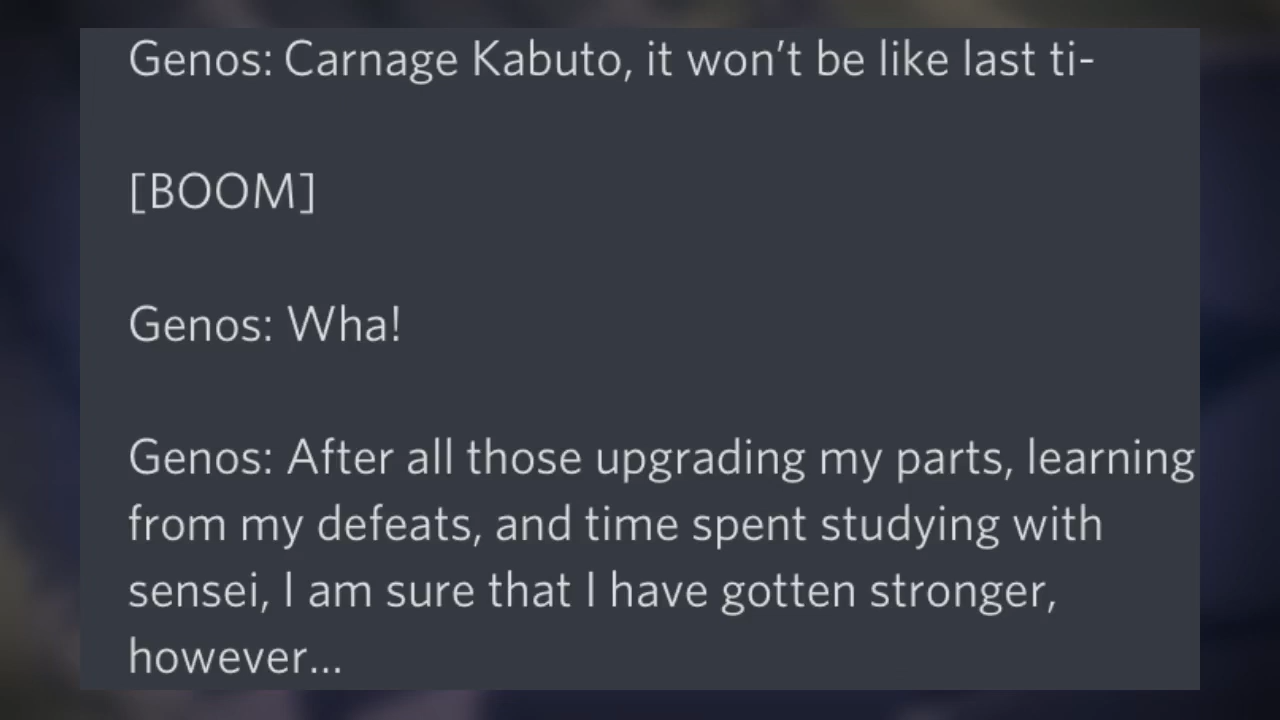 Genos: Carnage Kabuto, it won’t be like last ti-
[BOOM]
Genos: Wha!
Genos: After all those upgrading my parts, learning
from my defeats, and time spent studying with
sensei, I am sure that I have gotten stronger,
however...